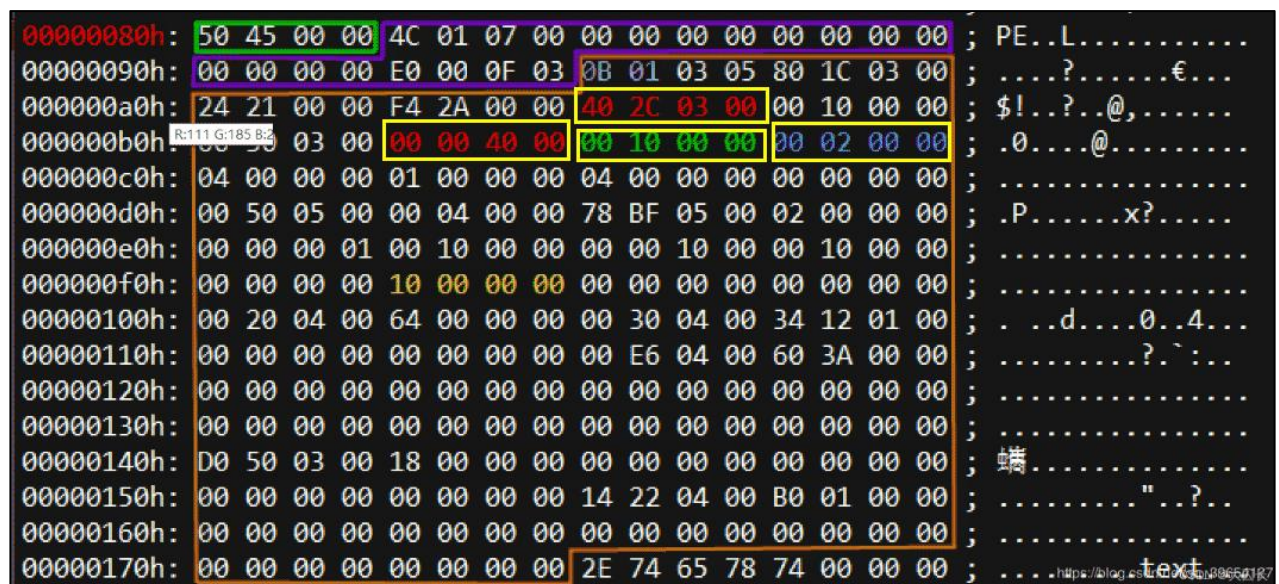 00000080h: 50 45 00 00 4C 01 07 00 00 00 00 00 00 00 00 00 ; PE..L...........
00000090h: 00 00 00 00 E0 00 0F 03 0B 01 03 05 80 1C 03 00 ; ....?......€...
000000a0h: 24 21 00 00 F4 2A 00 00 40 2C 03 00 00 10 00 00 ; $!..?..@,......
R:111 G:185 B:2
000000b0h: 03 00 00 00 40 00 00 10 00 00 00 02 00 00 ; .0....@.........
000000c0h: 04 00 00 00 01 00 00 00 04 00 00 00 00 00 00 00 ; ................
000000d0h: 00 50 05 00 00 04 00 00 78 BF 05 00 02 00 00 00 ; .P......x?.....
000000e0h: 00 00 00 01 00 10 00 00 00 00 10 00 00 10 00 00 ; ................
000000f0h: 00 00 00 00 10 00 00 00 00 00 00 00 00 00 00 00 ; ................
00000100h: 00 20 04 00 64 00 00 00 00 30 04 00 34 12 01 00 ; . ..d....0..4...
00000110h: 00 00 00 00 00 00 00 00 00 E6 04 00 60 3A 00 00 ; .........?.`:..
00000120h: 00 00 00 00 00 00 00 00 00 00 00 00 00 00 00 00 ; ................
00000130h: 00 00 00 00 00 00 00 00 00 00 00 00 00 00 00 00 ; ................
00000140h: D0 50 03 00 18 00 00 00 00 00 00 00 00 00 00 00 ; 螨..............
00000150h: 00 00 00 00 00 00 00 00 14 22 04 00 B0 01 00 00 ; ........."..?..
00000160h: 00 00 00 00 00 00 00 00 00 00 00 00 00 00 00 00 ; ................
00000170h: 00 00 00 00 00 00 00 00 2E 74 65 78 74 00 00 00 ; .........text...